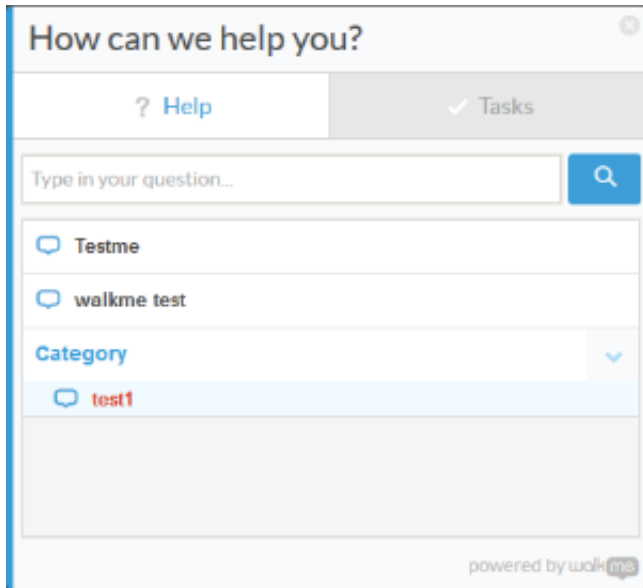 How can we help you?
? Help
Tasks
Type in your question...
Testme
walkme test
Category
test1
powered by walkme